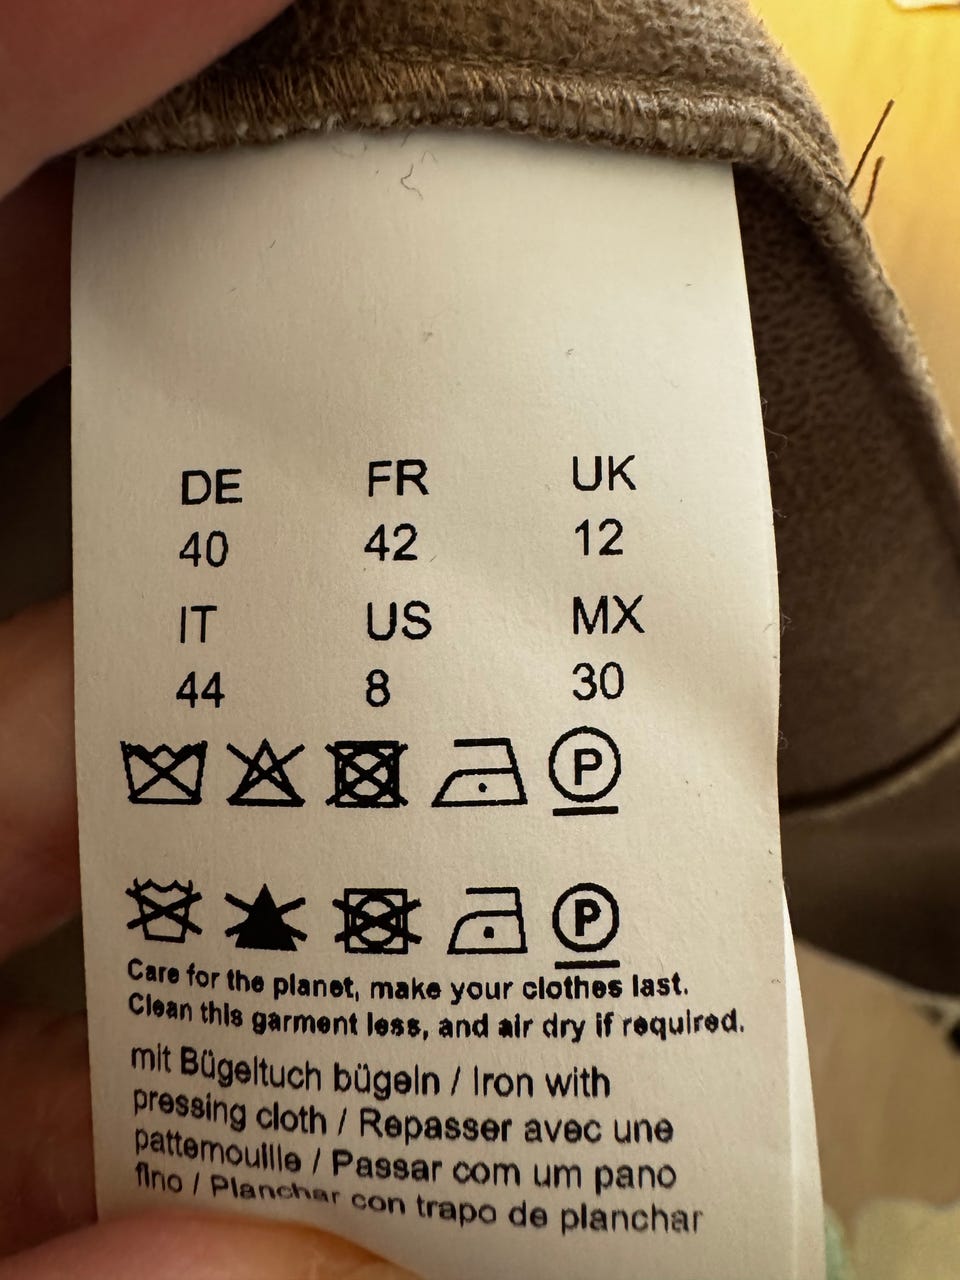 DE FR UK
40 42 12
IT US MX
44 8 30
P
P
Care for the planet, make your clothes last.
Clean this garment less, and air dry if required.
mit Bügeltuch bügeln / Iron with
pressing cloth / Repasser avec une
pattemouille / Passar com um pano
fino / Planchar con trapo de planchar